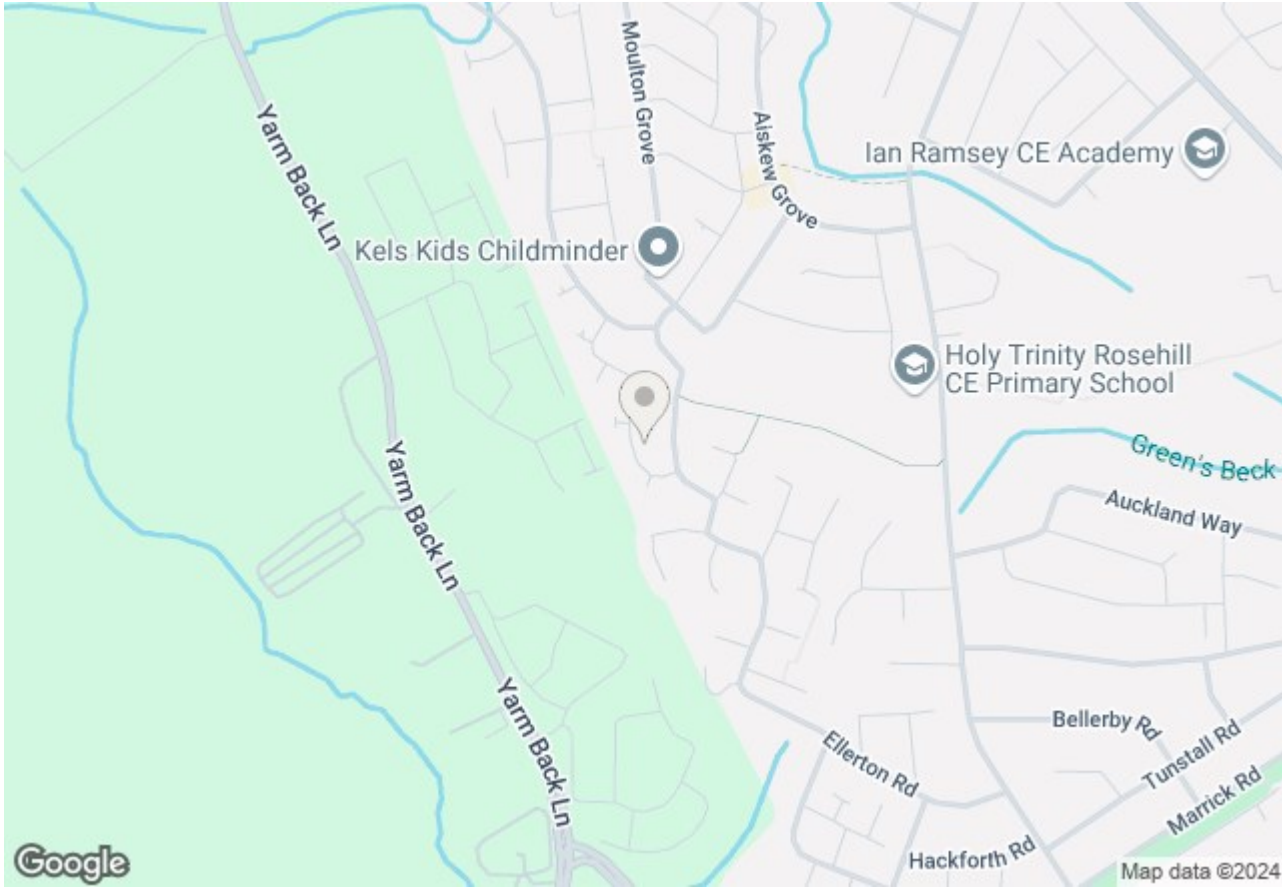 Moulton Grove
Aiskew Grove
Yarm Back Ln
Ian Ramsey CE Academy
Kels Kids Childminder
Holy Trinity Rosehill
CE Primary School
Green's Beck
Yarm Back Ln
Auckland Way
Yarm Back Ln
Bellerby Rd
Tunstall Rd
Ellerton Rd
Marrick Rd
Hackforth Rd
Google
Map data ©2024